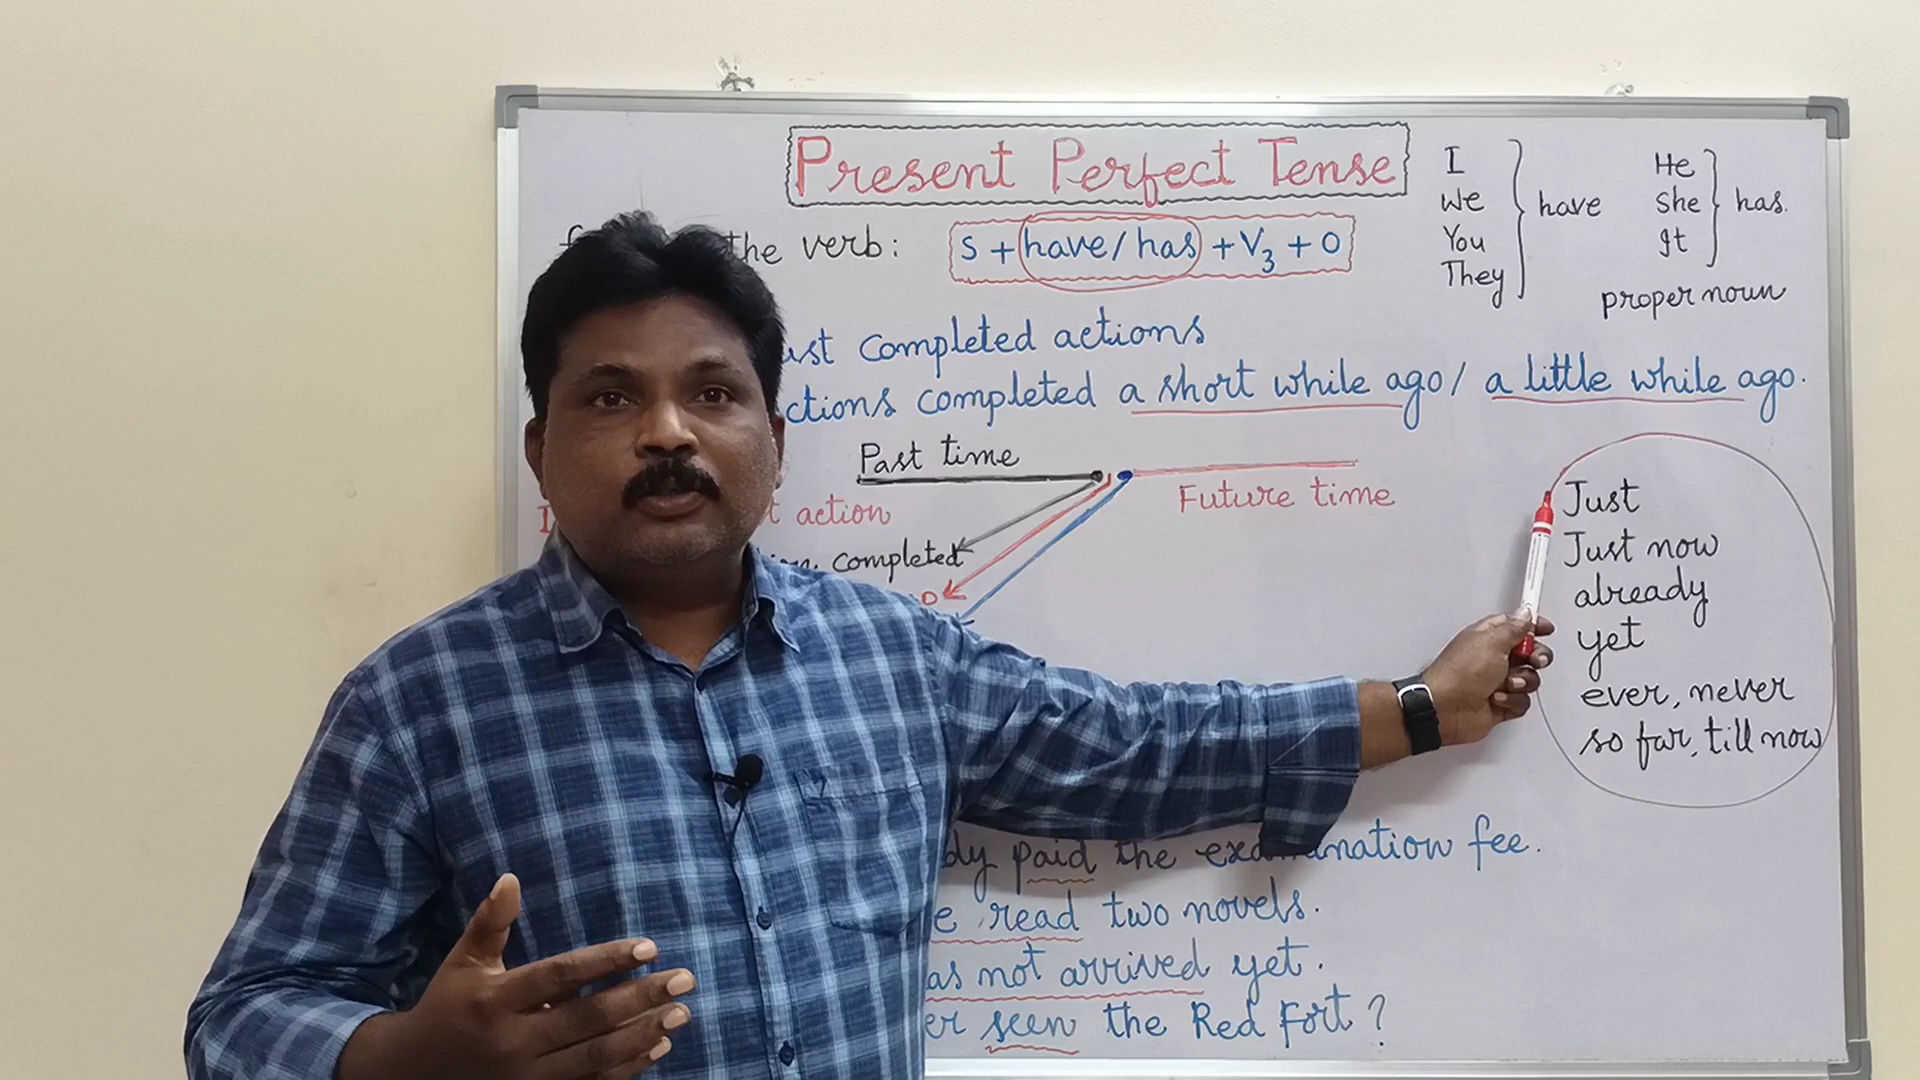 Present Perfect Tense
the verb: S + have / has + V3 + O
I
We
You
They
have
He
She
It
has.
proper noun
completed actions
completed a short while ago / a little while ago.
Past time
Future time
action
completed
Just
Just now
already
yet
ever, never
so far, till now
paid the examination fee.
read two novels.
not arrived yet.
seen the Red Fort?